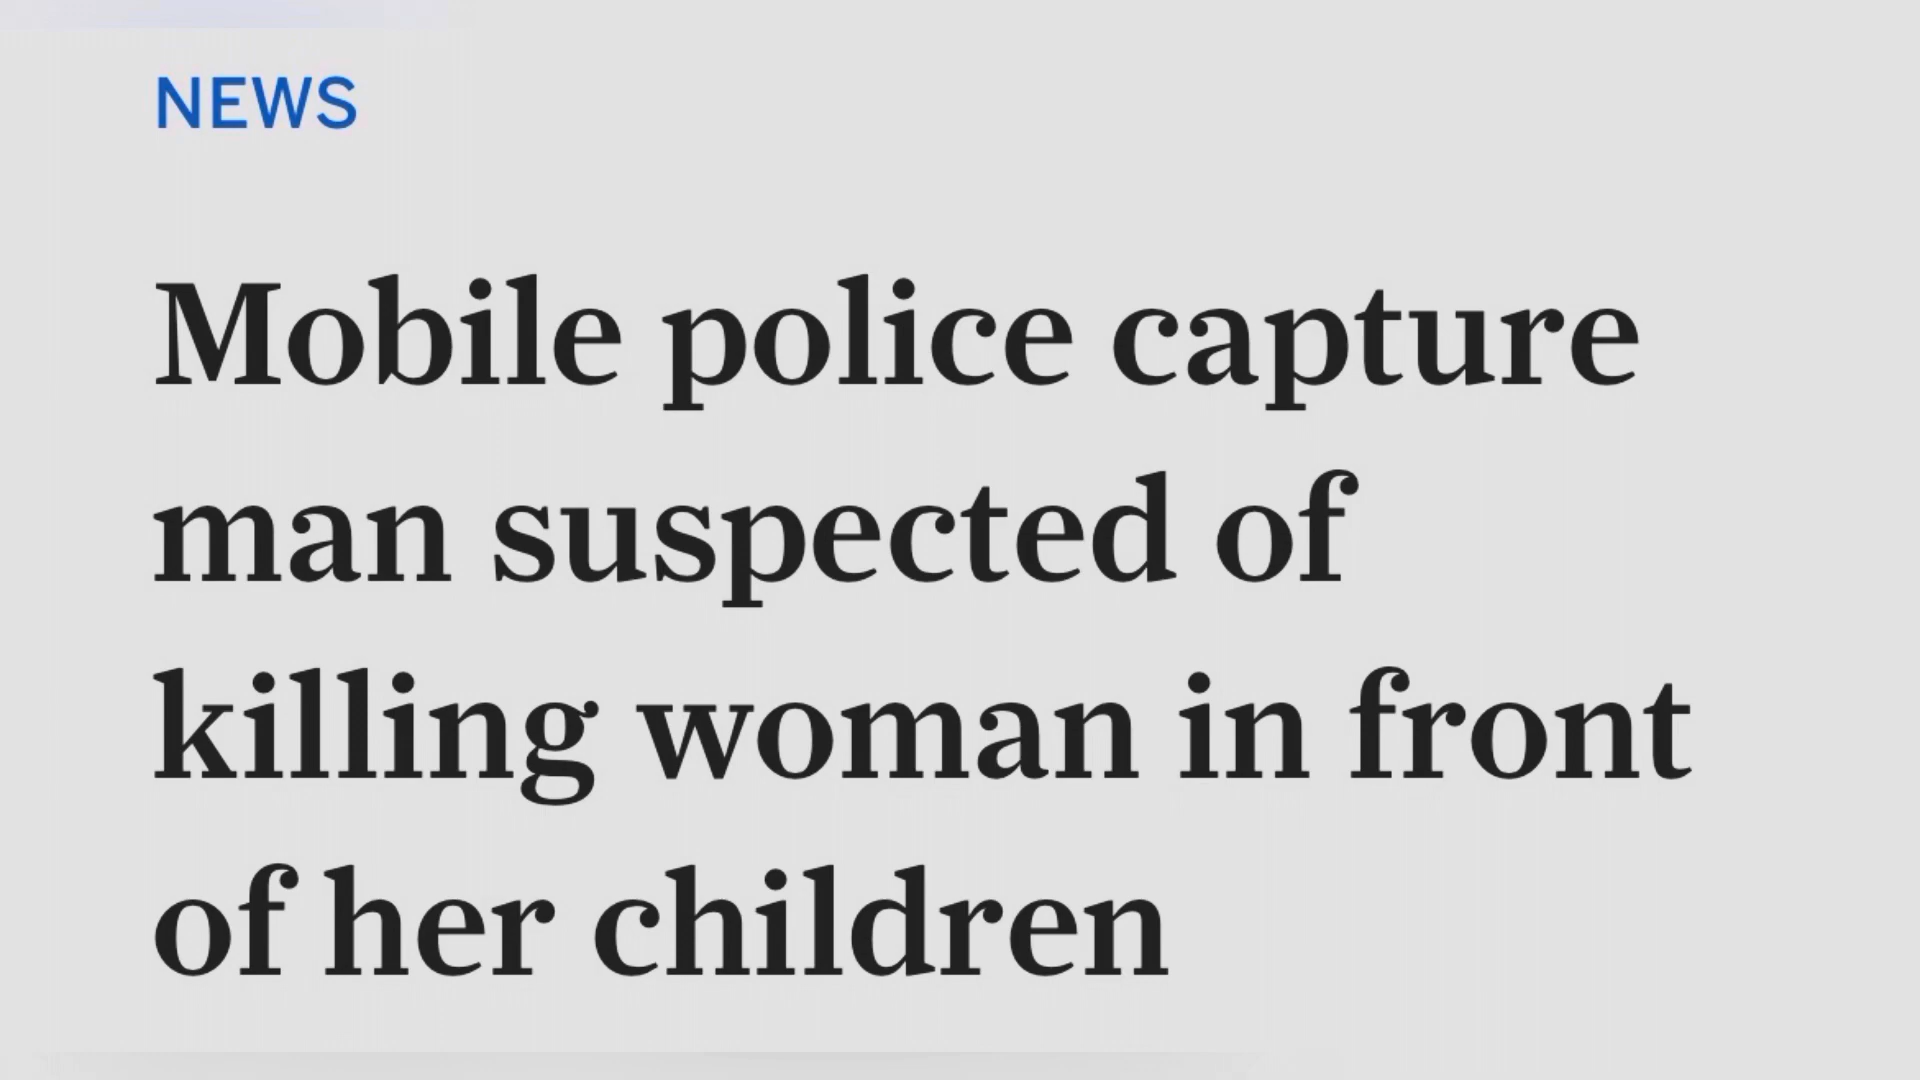 NEWS
Mobile police capture
man suspected of
killing woman in front
of her children